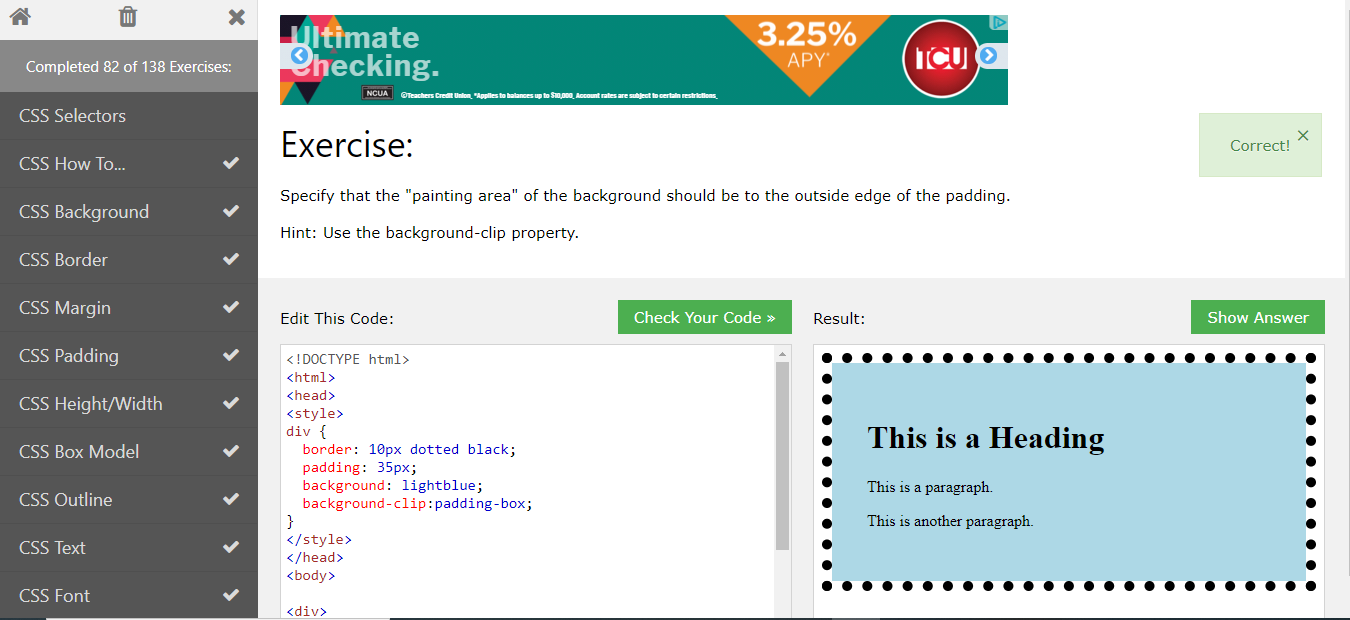 Completed 82 of 138 Exercises:
CSS Selectors
CSS How To...
CSS Background
CSS Border
CSS Margin
CSS Padding
CSS Height/Width
CSS Box Model
CSS Outline
CSS Text
CSS Font
Ultimate
Checking.
NCUA
©Teachers Credit Union. *Applies to balances up to $10,000. Account rates are subject to certain restrictions.
3.25%
APY*
TCU
Exercise:
Correct!
Specify that the "painting area" of the background should be to the outside edge of the padding.
Hint: Use the background-clip property.
Edit This Code:
Check Your Code »
<!DOCTYPE html>
<html>
<head>
<style>
div {
  border: 10px dotted black;
  padding: 35px;
  background: lightblue;
  background-clip:padding-box;
}
</style>
</head>
<body>
<div>
Result:
Show Answer
This is a Heading
This is a paragraph.
This is another paragraph.